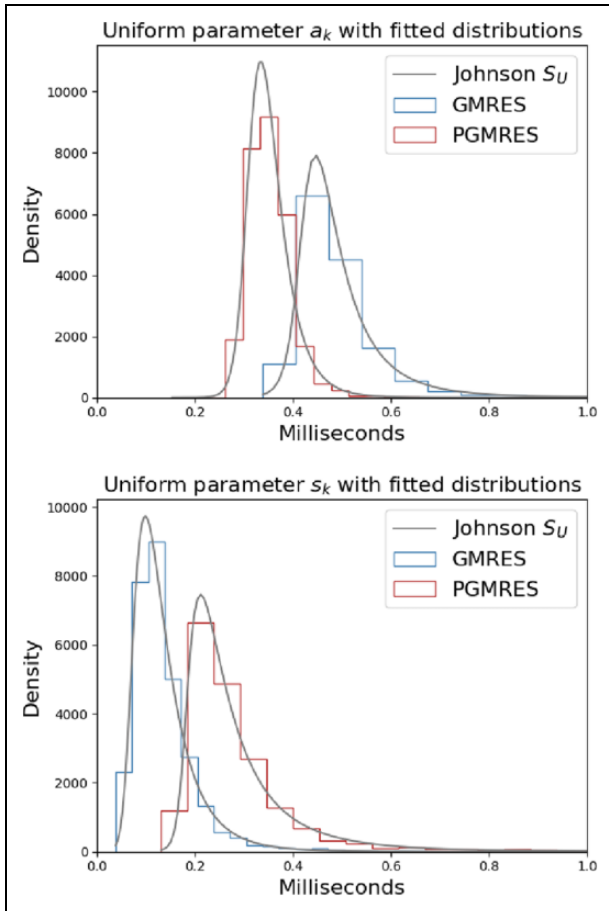 Uniform parameter a_k with fitted distributions
Johnson S_U
GMRES
PGMRES
10000
8000
6000
4000
2000
0
Density
0.0 0.2 0.4 0.6 0.8 1.0
Milliseconds
Uniform parameter s_k with fitted distributions
Johnson S_U
GMRES
PGMRES
10000
8000
6000
4000
2000
0
Density
0.0 0.2 0.4 0.6 0.8 1.0
Milliseconds